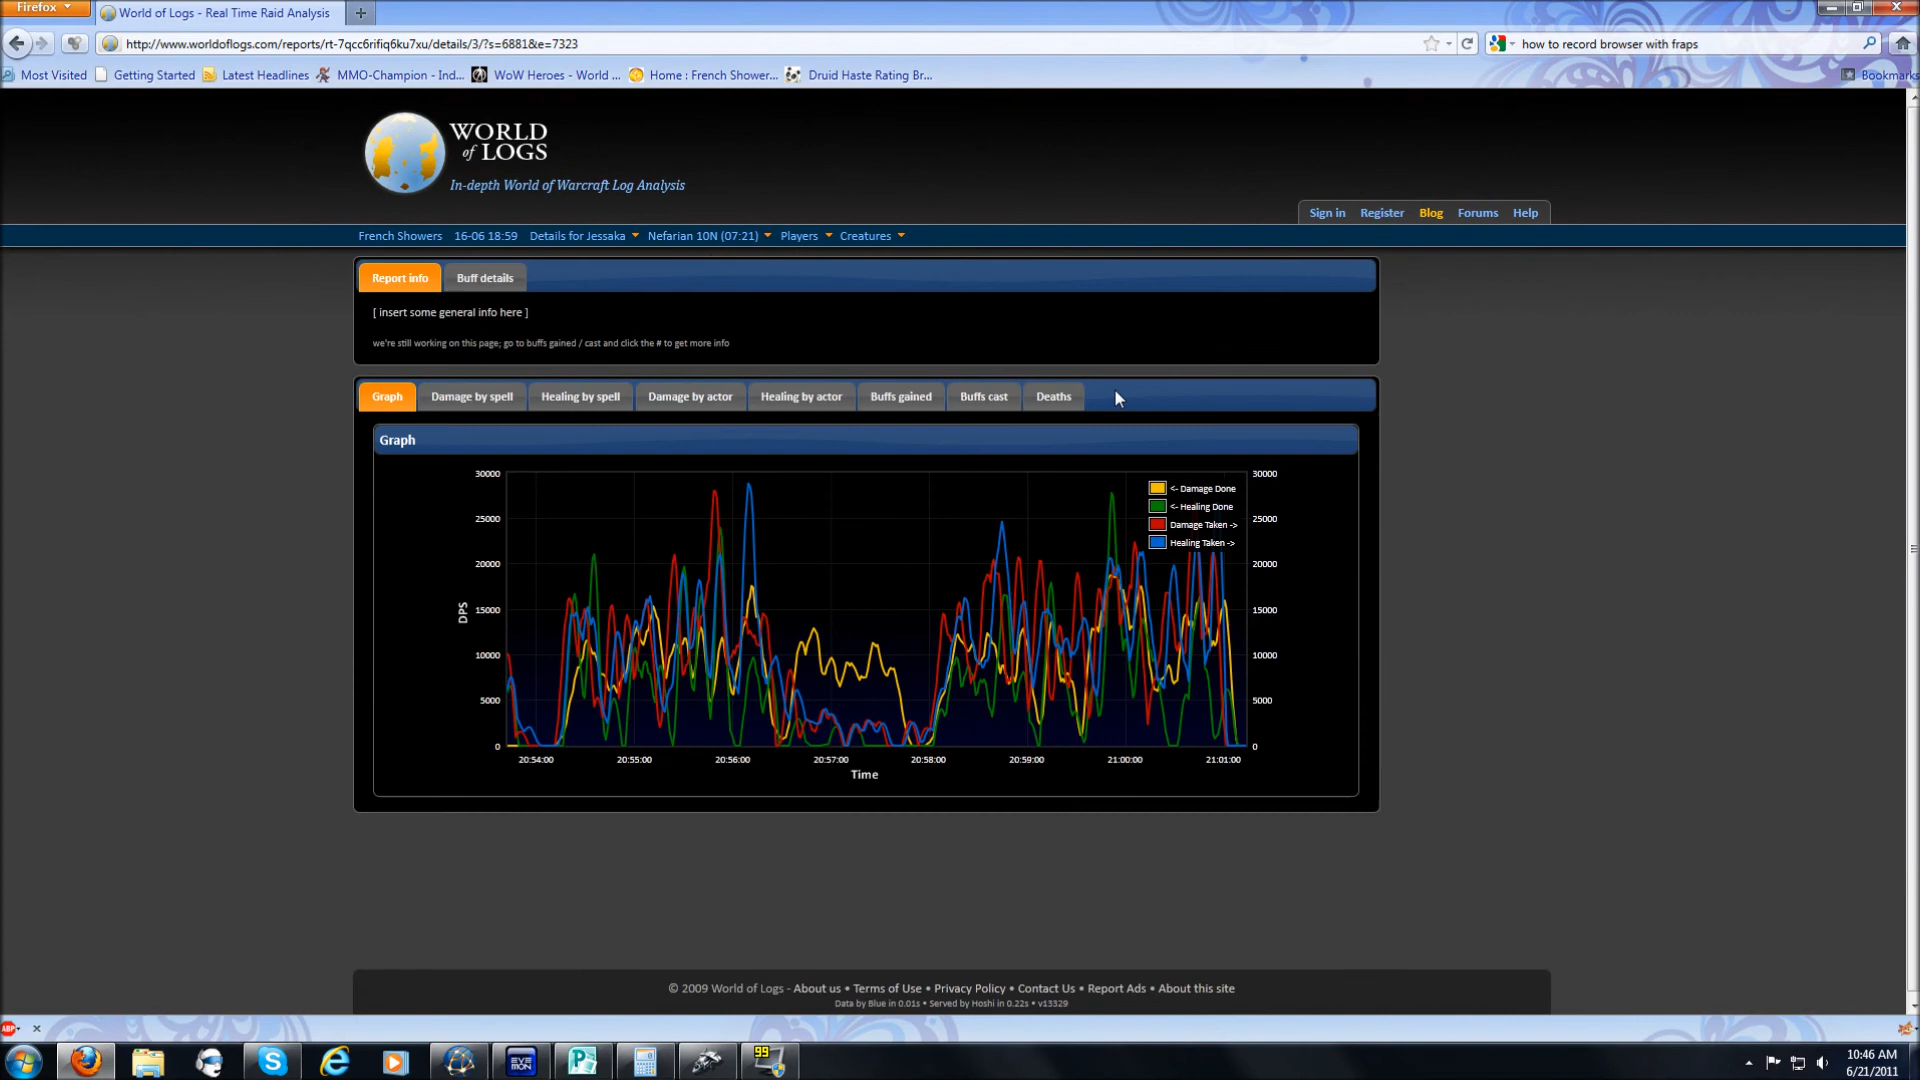 Firefox
World of Logs - Real Time Raid Analysis
http://www.worldoflogs.com/reports/rt-7qcc6rifiq6ku7xu/details/3/?s=6881&e=7323
how to record browser with fraps
Most Visited
Getting Started
Latest Headlines
MMO-Champion - Ind...
WoW Heroes - World ...
Home : French Shower...
Druid Haste Rating Br...
Bookmarks
WORLD
of LOGS
In-depth World of Warcraft Log Analysis
Sign in
Register
Blog
Forums
Help
French Showers
16-06 18:59
Details for Jessaka
Nefarian 10N (07:21)
Players
Creatures
Report info
Buff details
[ insert some general info here ]
we're still working on this page; go to buffs gained / cast and click the # to get more info
Graph
Damage by spell
Healing by spell
Damage by actor
Healing by actor
Buffs gained
Buffs cast
Deaths
Graph
30000
30000
<- Damage Done
<- Healing Done
25000
25000
Damage Taken ->
Healing Taken ->
20000
20000
15000
15000
DPS
10000
10000
5000
5000
0
0
20:54:00
20:55:00
20:56:00
20:57:00
20:58:00
20:59:00
21:00:00
21:01:00
Time
© 2009 World of Logs - About us • Terms of Use • Privacy Policy • Contact Us • Report Ads • About this site
Data by Blue in 0.01s • Served by Hoshi in 0.22s • v13329
ABP
EVE
MON
99
10:46 AM
6/21/2011